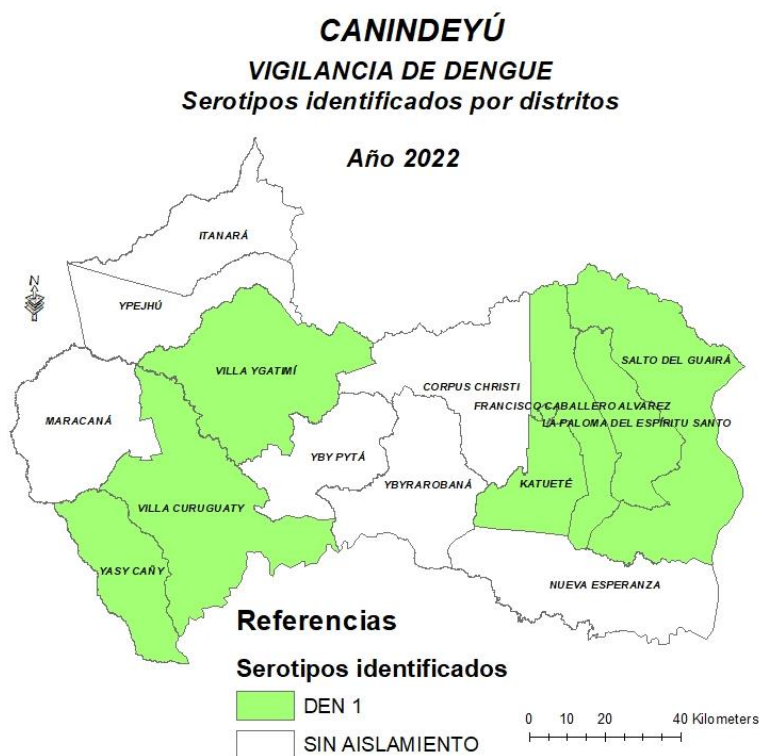 CANINDEYÚ
VIGILANCIA DE DENGUE
Serotipos identificados por distritos
Año 2022
ITANARÁ
N
YPEJHÚ
SALTO DEL GUAIRÁ
VILLA YGATIMÍ
CORPUS CHRISTI
FRANCISCO CABALLERO ALVAREZ
MARACANÁ
LA PALOMA DEL ESPÍRITU SANTO
YBY PYTÁ
YBYRAROBANÁ
KATUETÉ
VILLA CURUGUATY
YASY CAÑY
NUEVA ESPERANZA
Referencias
Serotipos identificados
DEN 1
SIN AISLAMIENTO
0 10 20 40 Kilometers